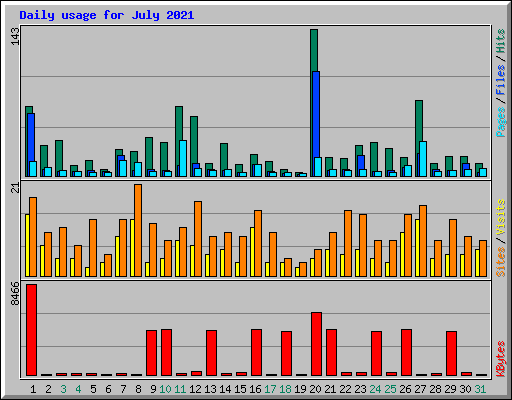 Daily usage for July 2021
143
Pages / Files / Hits
21
Sites / Visits
8466
KBytes
1 2 3 4 5 6 7 8 9 10 11 12 13 14 15 16 17 18 19 20 21 22 23 24 25 26 27 28 29 30 31